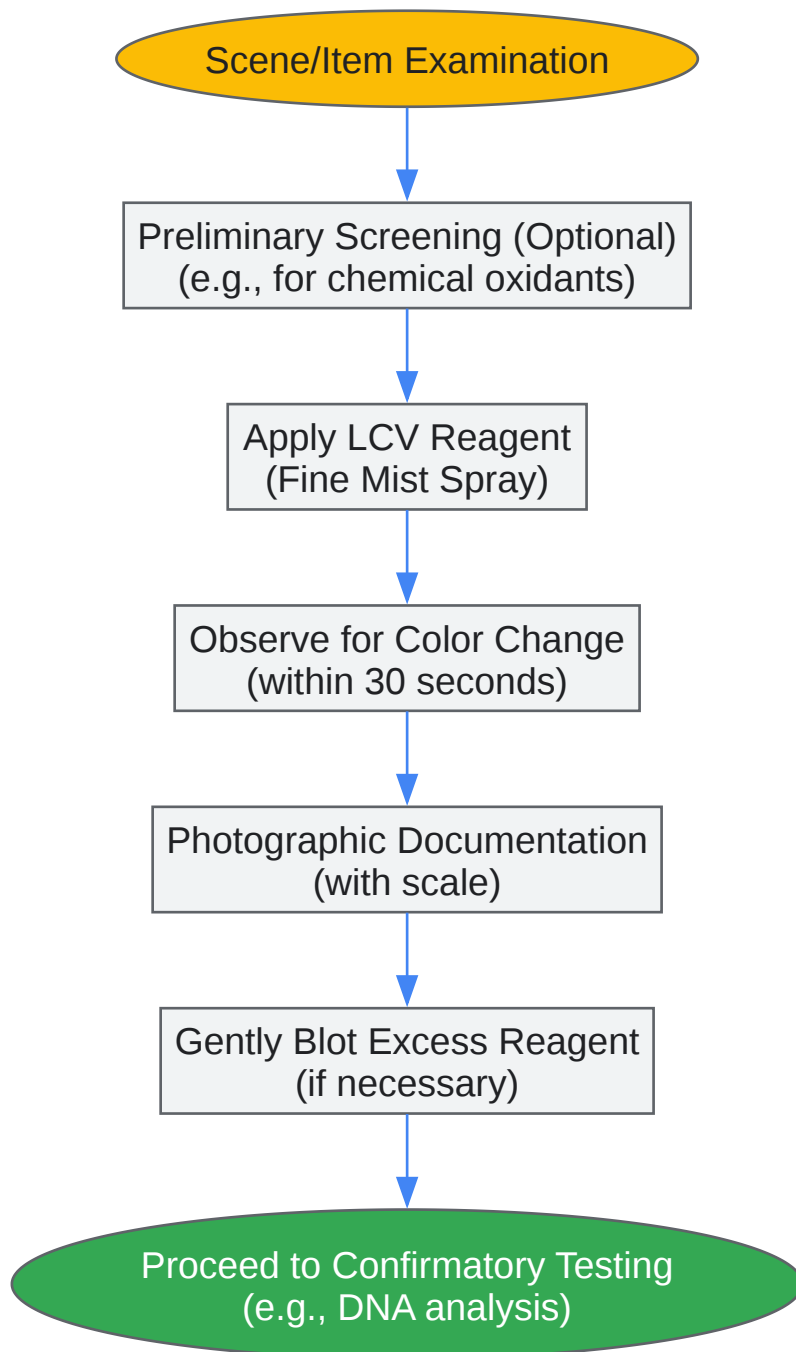 Scene/Item Examination
Preliminary Screening (Optional)
(e.g., for chemical oxidants)
Apply LCV Reagent
(Fine Mist Spray)
Observe for Color Change
(within 30 seconds)
Photographic Documentation
(with scale)
Gently Blot Excess Reagent
(if necessary)
Proceed to Confirmatory Testing
(e.g., DNA analysis)